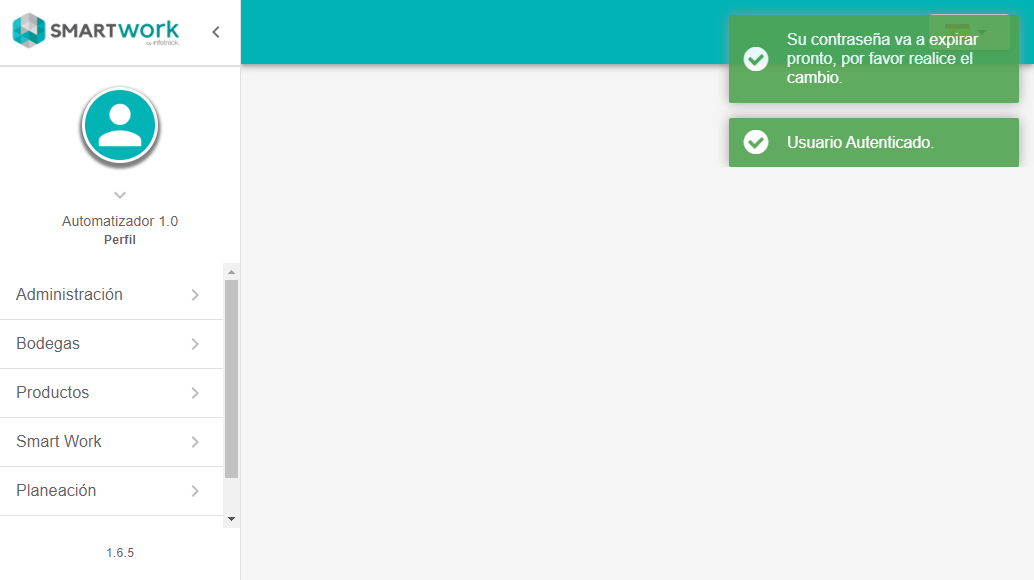 SMARTWORK
by infotrack.
Su contraseña va a expirar
pronto, por favor realice el
cambio.
Usuario Autenticado.
Automatizador 1.0
Perfil
Administración
Bodegas
Productos
Smart Work
Planeación
1.6.5